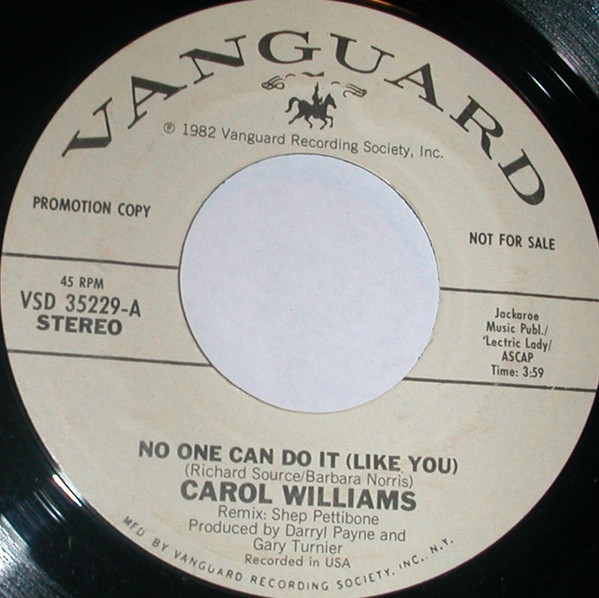 VANGUARD
℗ 1982 Vanguard Recording Society, Inc.
PROMOTION COPY
NOT FOR SALE
45 RPM
VSD 35229-A
STEREO
Jackaroe
Music Publ./
'Lectric Lady/
ASCAP
Time: 3:59
NO ONE CAN DO IT (LIKE YOU)
(Richard Source/Barbara Norris)
CAROL WILLIAMS
Remix: Shep Pettibone
Produced by Darryl Payne and
Gary Turnier
Recorded in USA
MFD BY VANGUARD RECORDING SOCIETY, INC., N.Y.